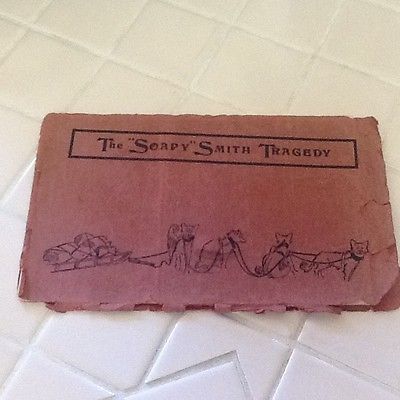 The "Soapy" Smith Tragedy